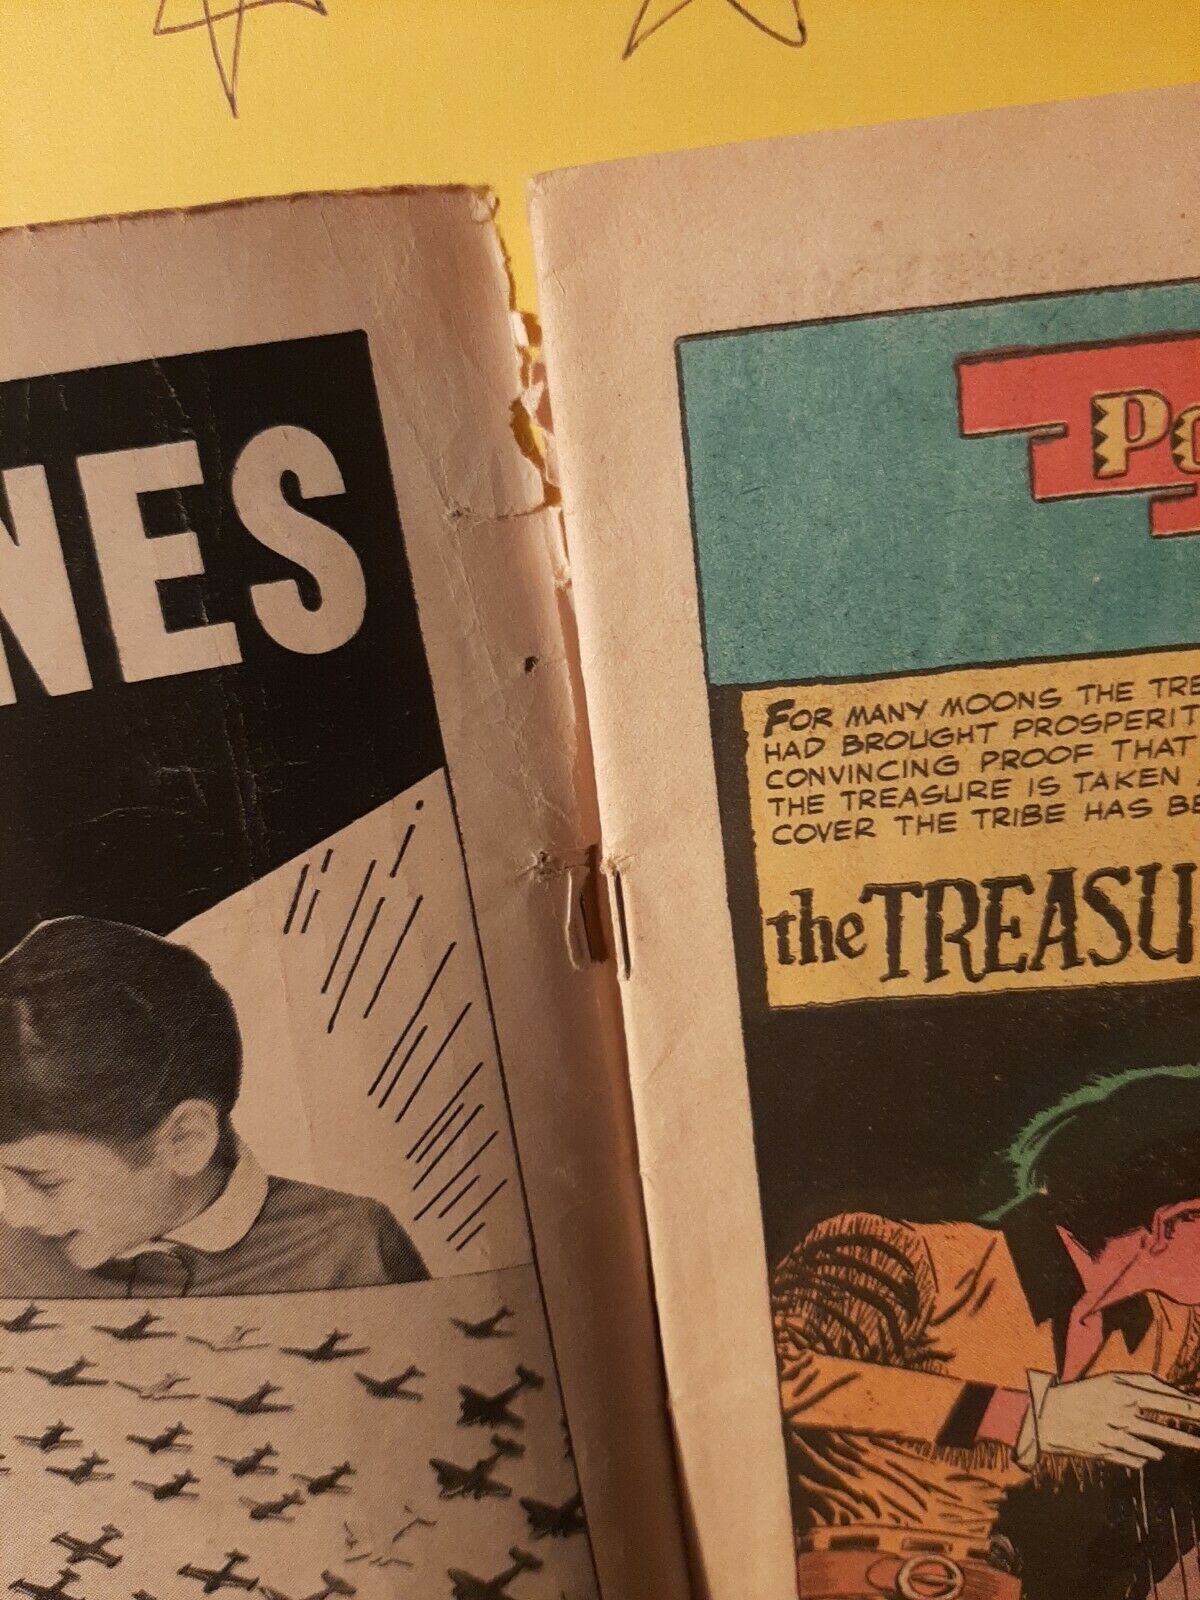 NES
PO
FOR MANY MOONS THE TRE
HAD BROUGHT PROSPERIT
CONVINCING PROOF THAT
THE TREASURE IS TAKEN
COVER THE TRIBE HAS BE
the TREASU